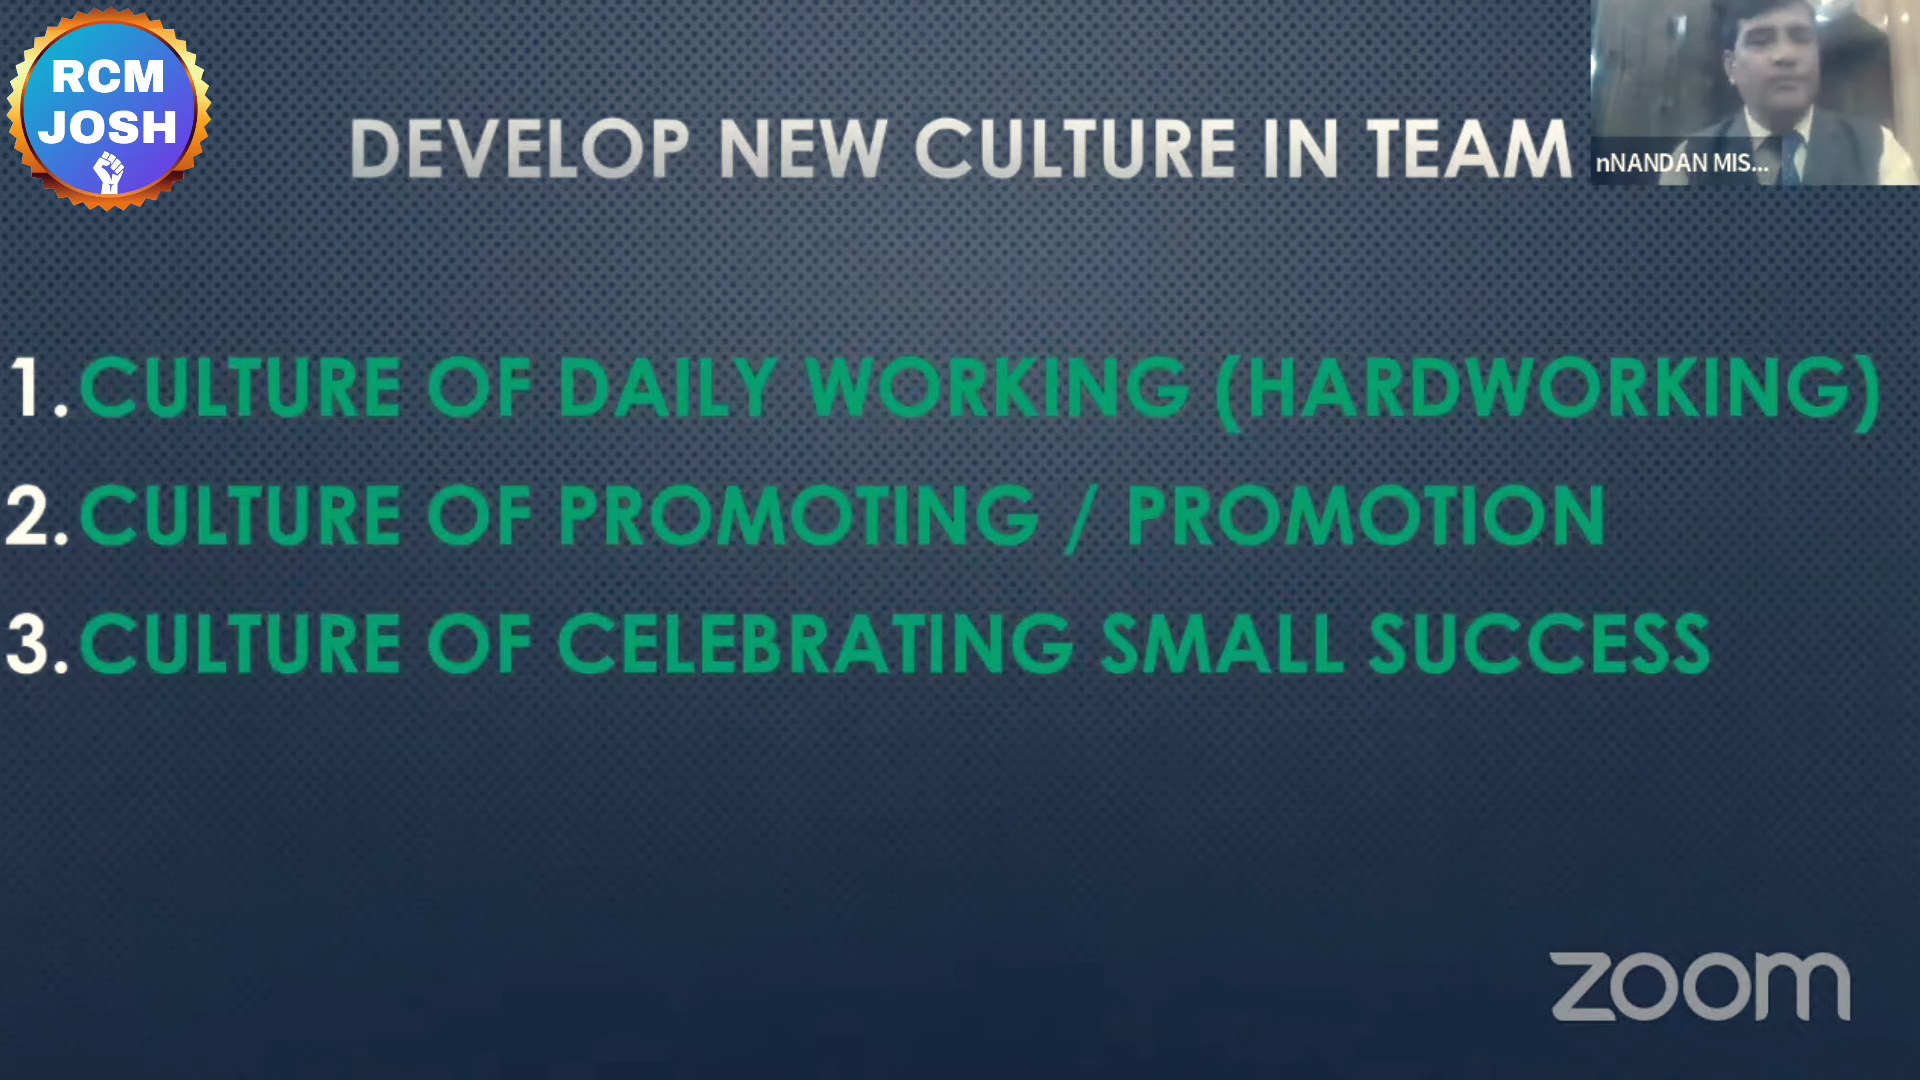 RCM
JOSH
DEVELOP NEW CULTURE IN TEAM
nNANDAN MIS...
1. CULTURE OF DAILY WORKING (HARDWORKING)
2. CULTURE OF PROMOTING / PROMOTION
3. CULTURE OF CELEBRATING SMALL SUCCESS
zoom